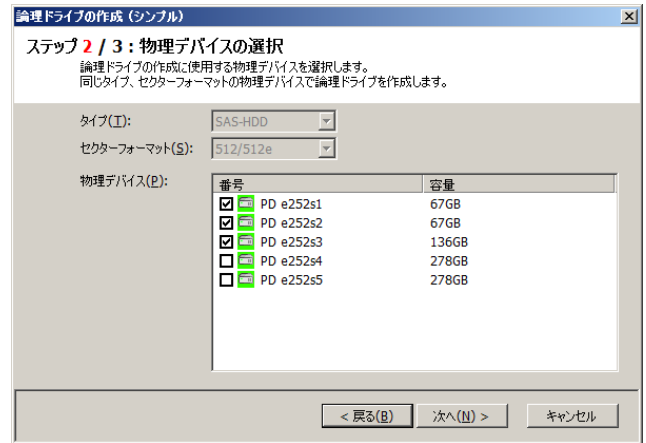 論理ドライブの作成（シンプル）
ステップ 2 / 3 : 物理デバイスの選択
論理ドライブの作成に使用する物理デバイスを選択します。
同じタイプ、セクターフォーマットの物理デバイスで論理ドライブを作成します。
タイプ(T): SAS-HDD
セクターフォーマット(S): 512/512e
物理デバイス(P): 番号 容量
PD e252s1 67GB
PD e252s2 67GB
PD e252s3 136GB
PD e252s4 278GB
PD e252s5 278GB
< 戻る(B) 次へ(N) > キャンセル